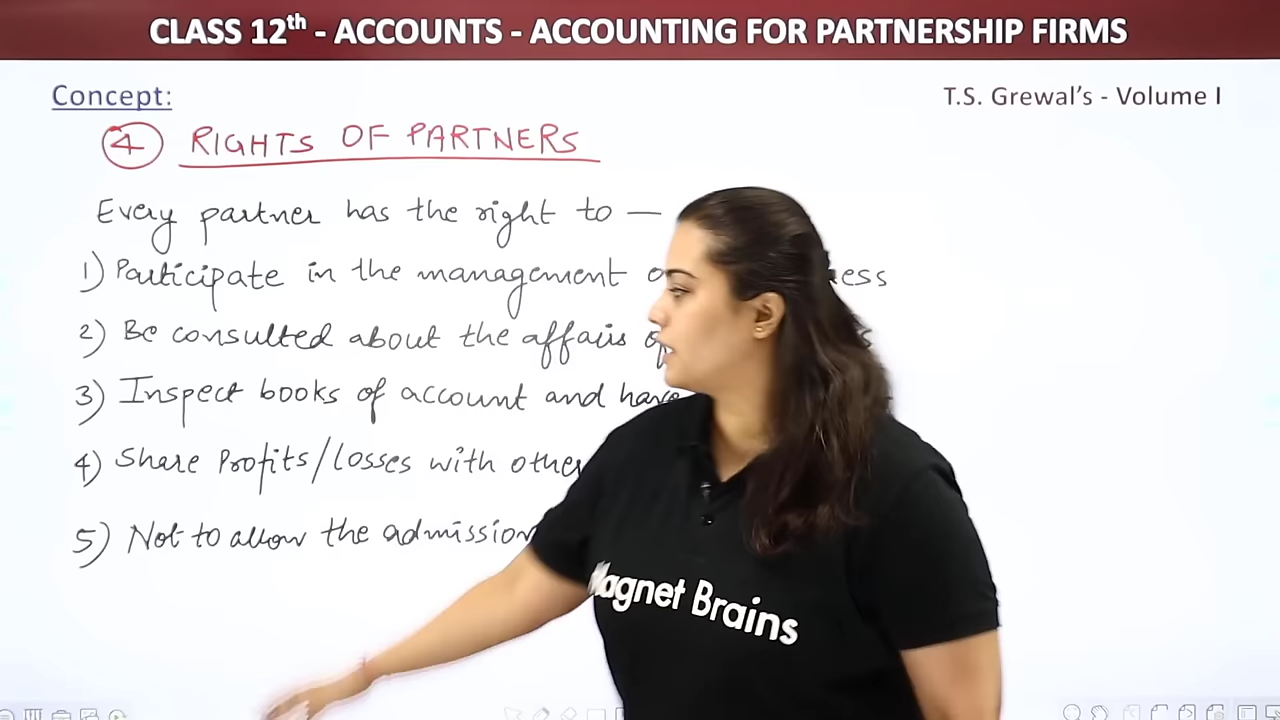 CLASS 12th - ACCOUNTS - ACCOUNTING FOR PARTNERSHIP FIRMS
Concept:
T.S. Grewal's - Volume I
4 RIGHTS OF PARTNERS
Every partner has the right to —
1) Participate in the management
2) Be consulted about the affairs
3) Inspect books of account and have
4) Share Profits/losses with other
5) Not to allow the admission
Magnet Brains